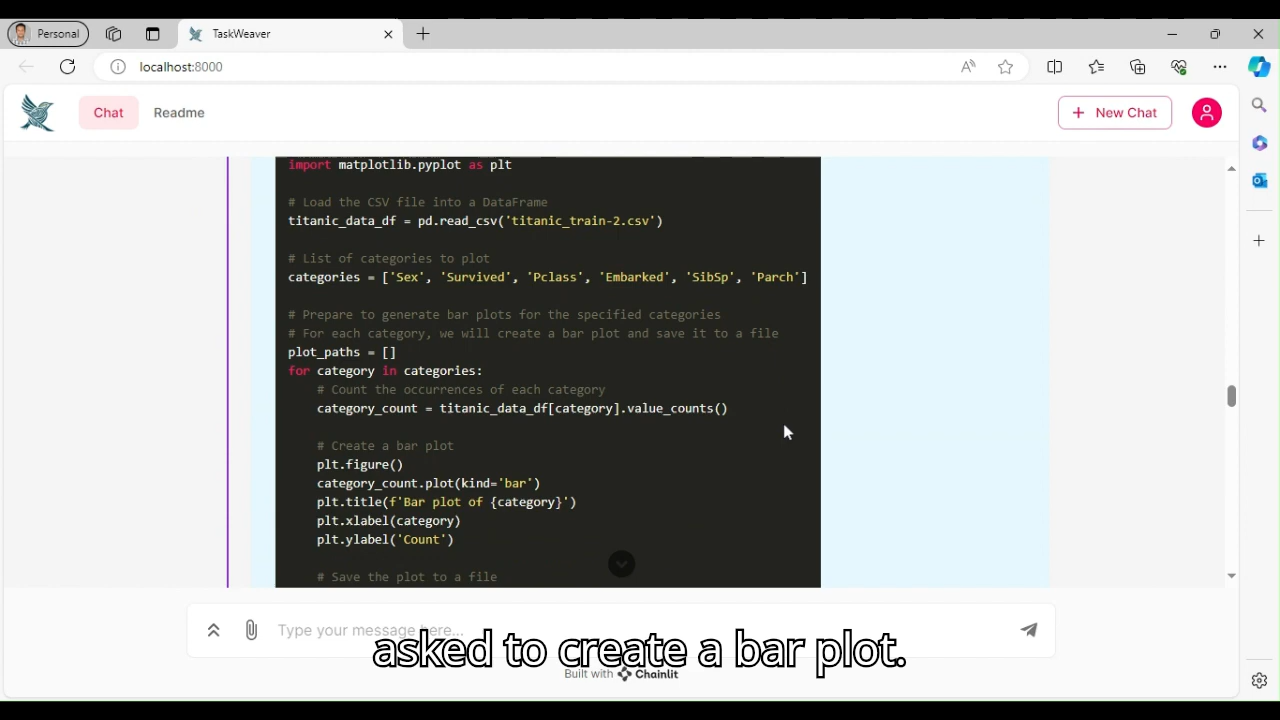 Personal
TaskWeaver
localhost:8000
Chat
Readme
New Chat
import matplotlib.pyplot as plt
# Load the CSV file into a DataFrame
titanic_data_df = pd.read_csv('titanic_train-2.csv')
# List of categories to plot
categories = ['Sex', 'Survived', 'Pclass', 'Embarked', 'SibSp', 'Parch']
# Prepare to generate bar plots for the specified categories
# For each category, we will create a bar plot and save it to a file
plot_paths = []
for category in categories:
# Count the occurrences of each category
category_count = titanic_data_df[category].value_counts()
# Create a bar plot
plt.figure()
category_count.plot(kind='bar')
plt.title(f'Bar plot of {category}')
plt.xlabel(category)
plt.ylabel('Count')
# Save the plot to a file
Type your message here...
asked to create a bar plot.
Built with Chainlit